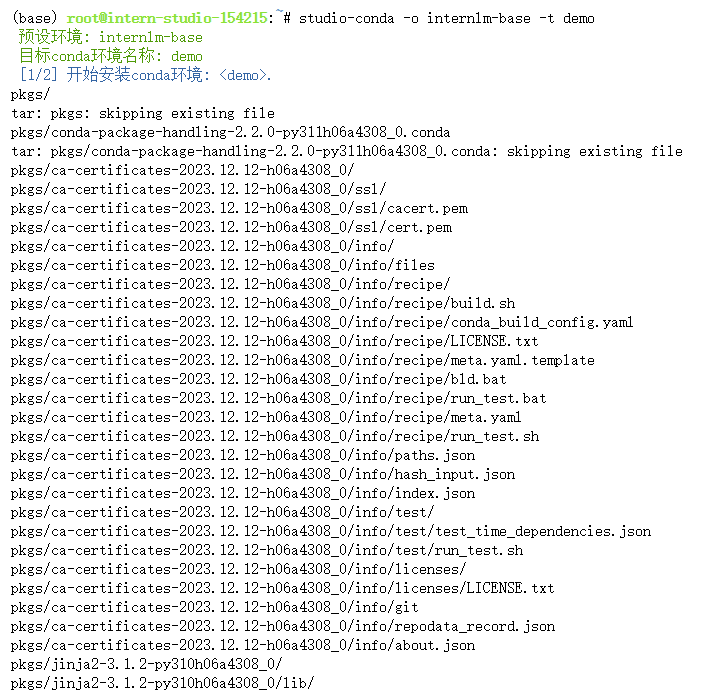 (base) root@intern-studio-154215:~# studio-conda -o internlm-base -t demo
预设环境: internlm-base
目标conda环境名称: demo
[1/2] 开始安装conda环境: <demo>.
pkgs/
tar: pkgs: skipping existing file
pkgs/conda-package-handling-2.2.0-py311h06a4308_0.conda
tar: pkgs/conda-package-handling-2.2.0-py311h06a4308_0.conda: skipping existing file
pkgs/ca-certificates-2023.12.12-h06a4308_0/
pkgs/ca-certificates-2023.12.12-h06a4308_0/ssl/
pkgs/ca-certificates-2023.12.12-h06a4308_0/ssl/cacert.pem
pkgs/ca-certificates-2023.12.12-h06a4308_0/ssl/cert.pem
pkgs/ca-certificates-2023.12.12-h06a4308_0/info/
pkgs/ca-certificates-2023.12.12-h06a4308_0/info/files
pkgs/ca-certificates-2023.12.12-h06a4308_0/info/recipe/
pkgs/ca-certificates-2023.12.12-h06a4308_0/info/recipe/build.sh
pkgs/ca-certificates-2023.12.12-h06a4308_0/info/recipe/conda_build_config.yaml
pkgs/ca-certificates-2023.12.12-h06a4308_0/info/recipe/LICENSE.txt
pkgs/ca-certificates-2023.12.12-h06a4308_0/info/recipe/meta.yaml.template
pkgs/ca-certificates-2023.12.12-h06a4308_0/info/recipe/bld.bat
pkgs/ca-certificates-2023.12.12-h06a4308_0/info/recipe/run_test.bat
pkgs/ca-certificates-2023.12.12-h06a4308_0/info/recipe/meta.yaml
pkgs/ca-certificates-2023.12.12-h06a4308_0/info/recipe/run_test.sh
pkgs/ca-certificates-2023.12.12-h06a4308_0/info/paths.json
pkgs/ca-certificates-2023.12.12-h06a4308_0/info/hash_input.json
pkgs/ca-certificates-2023.12.12-h06a4308_0/info/index.json
pkgs/ca-certificates-2023.12.12-h06a4308_0/info/test/
pkgs/ca-certificates-2023.12.12-h06a4308_0/info/test/test_time_dependencies.json
pkgs/ca-certificates-2023.12.12-h06a4308_0/info/test/run_test.sh
pkgs/ca-certificates-2023.12.12-h06a4308_0/info/licenses/
pkgs/ca-certificates-2023.12.12-h06a4308_0/info/licenses/LICENSE.txt
pkgs/ca-certificates-2023.12.12-h06a4308_0/info/git
pkgs/ca-certificates-2023.12.12-h06a4308_0/info/repodata_record.json
pkgs/ca-certificates-2023.12.12-h06a4308_0/info/about.json
pkgs/jinja2-3.1.2-py310h06a4308_0/
pkgs/jinja2-3.1.2-py310h06a4308_0/lib/